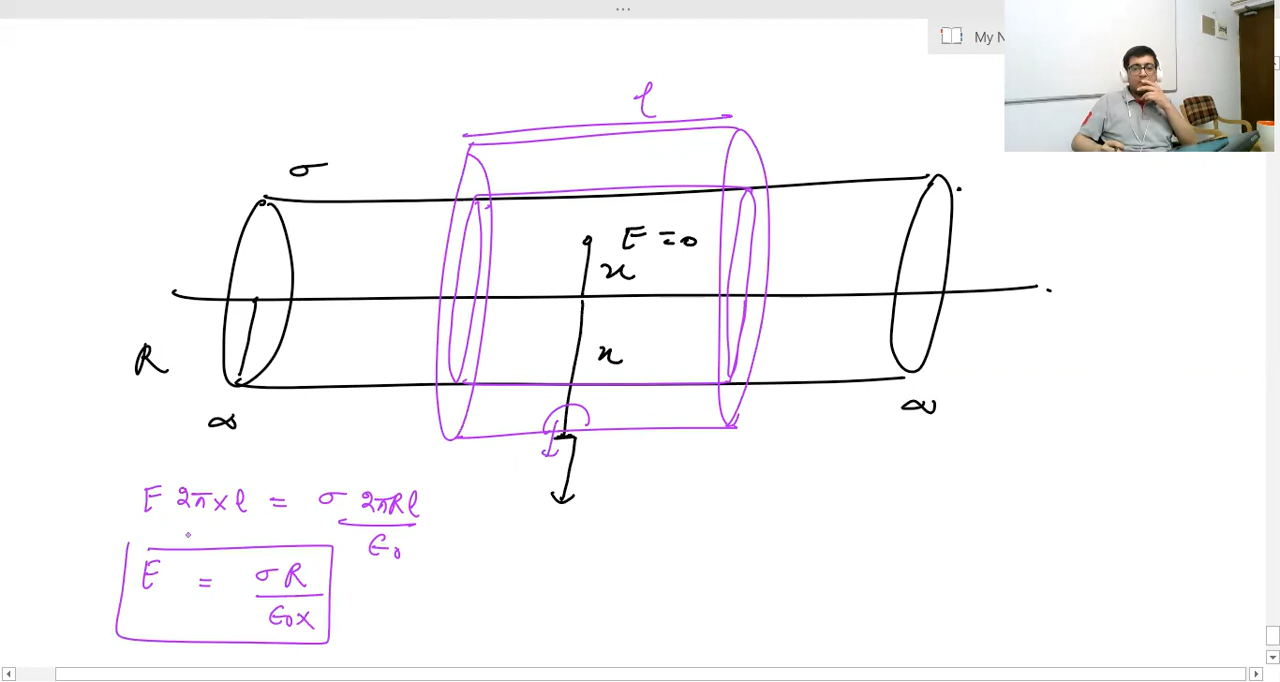 ...
My N
l
σ
E = 0
x
x
R
∞
∞
E 2πxl = σ 2πRl / ϵ₀
E = σR / ϵ₀x